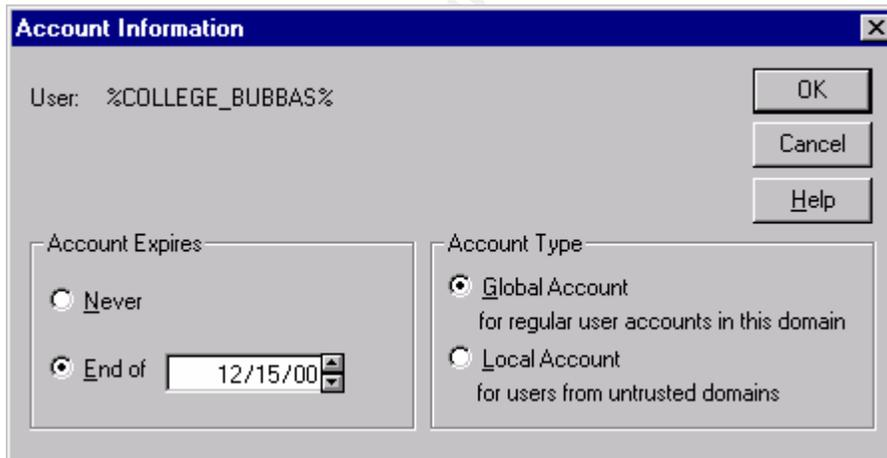 Account Information
User: %COLLEGE_BUBBAS%
OK
Cancel
Help
Account Expires
Never
End of 12/15/00
Account Type
Global Account
for regular user accounts in this domain
Local Account
for users from untrusted domains